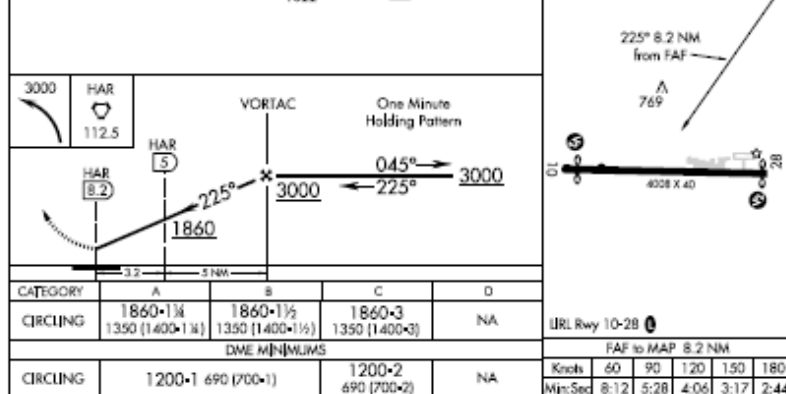 3000
HAR
112.5
VORTAC
One Minute
Holding Pattern
HAR
5
HAR
8.2
225°
3000
1860
045°
225°
3000
3.2
5 NM
CATEGORY A B C D
CIRCLING 1860-1¼ 1350 (1400-1¼) 1860-1½ 1350 (1400-1½) 1860-3 1350 (1400-3) NA
DME MINIMUMS
CIRCLING 1200-1 690 (700-1) 1200-2 690 (700-2) NA
225° 8.2 NM
from FAF
769
10
28
4008 X 40
LIRL Rwy 10-28 L
FAF to MAP 8.2 NM
Knots 60 90 120 150 180
Min:Sec 8:12 5:28 4:06 3:17 2:44